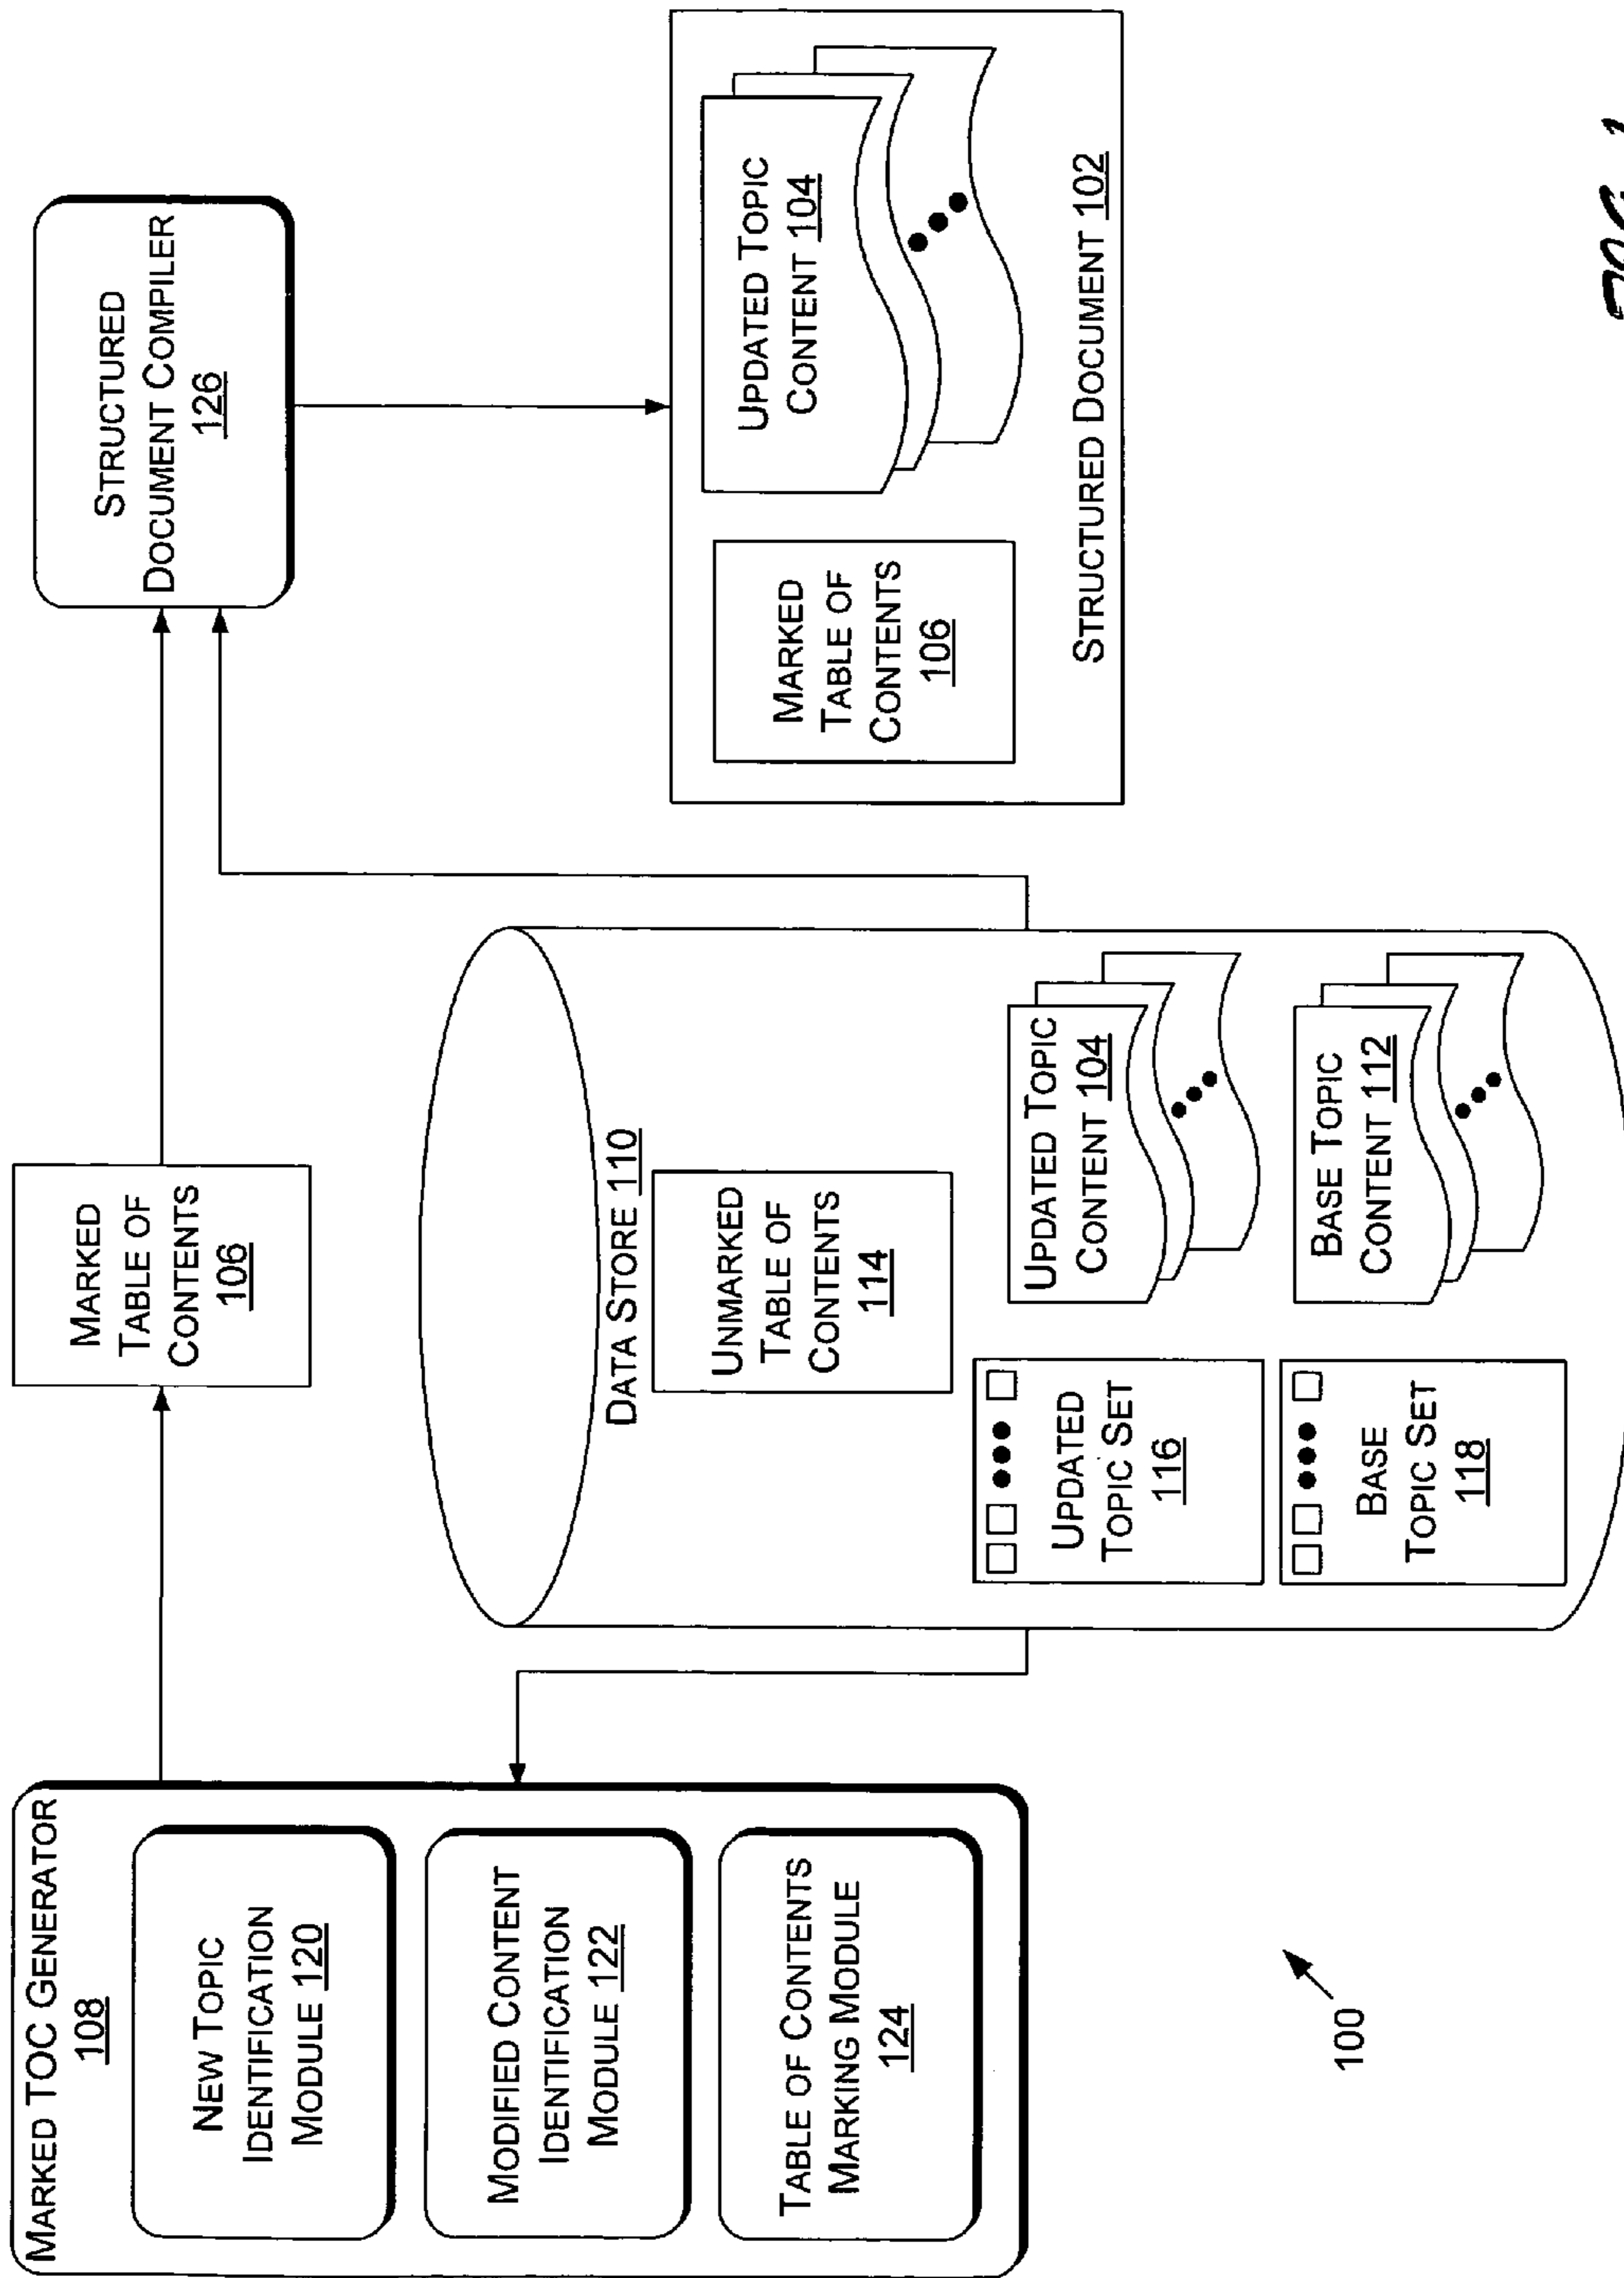 MARKED TOC GENERATOR
108
NEW TOPIC
IDENTIFICATION
MODULE 120
MODIFIED CONTENT
IDENTIFICATION
MODULE 122
TABLE OF CONTENTS
MARKING MODULE
124
MARKED
TABLE OF
CONTENTS
106
DATA STORE 110
UNMARKED
TABLE OF
CONTENTS
114
UPDATED
TOPIC SET
116
UPDATED TOPIC
CONTENT 104
BASE
TOPIC SET
118
BASE TOPIC
CONTENT 112
STRUCTURED
DOCUMENT COMPILER
126
MARKED
TABLE OF
CONTENTS
106
UPDATED TOPIC
CONTENT 104
STRUCTURED DOCUMENT 102
100